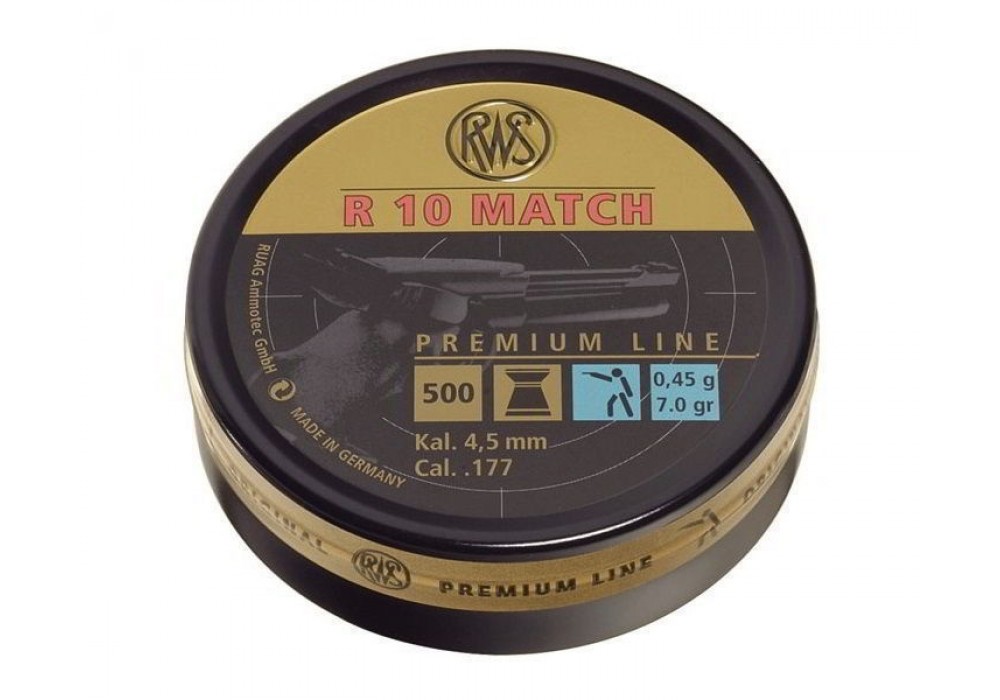 RWS
R 10 MATCH
RUAG Ammotec GmbH
MADE IN GERMANY
PREMIUM LINE
500
0,45 g
7.0 gr
Kal. 4,5 mm
Cal. .177
ORIGINAL
RWS
PREMIUM LINE